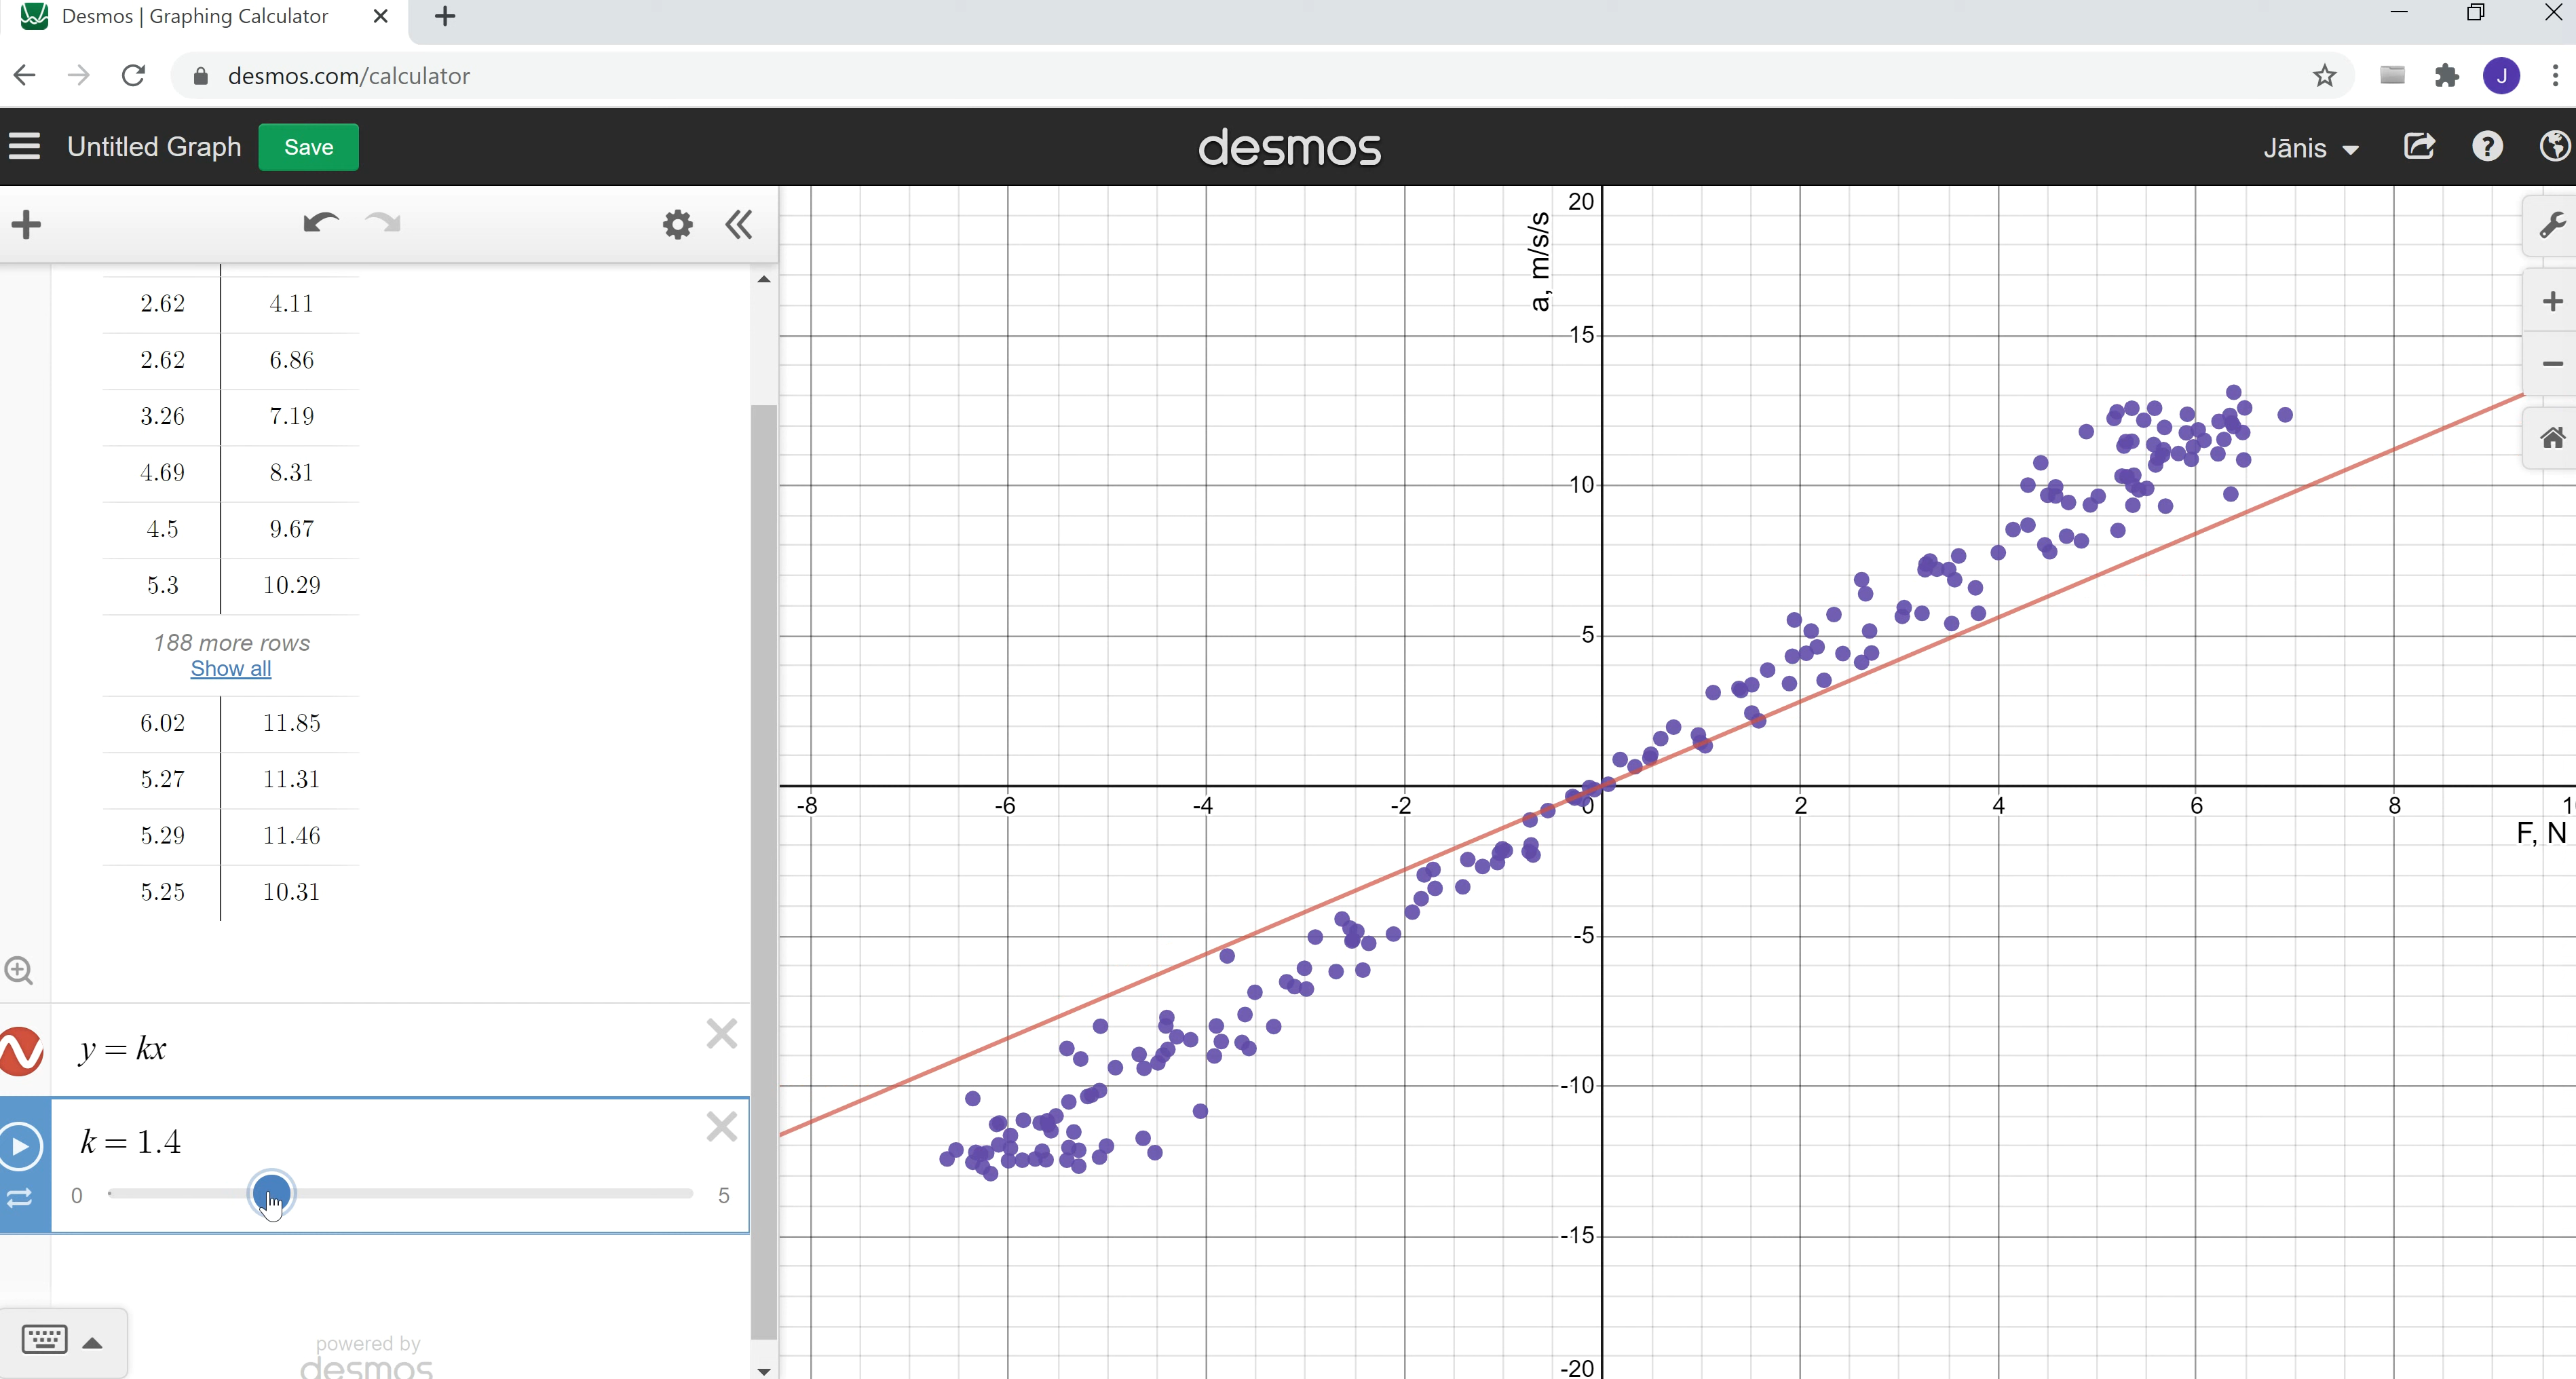 Desmos | Graphing Calculator
desmos.com/calculator
J
Untitled Graph Save
desmos
Jānis
2.62 4.11
2.62 6.86
3.26 7.19
4.69 8.31
4.5 9.67
5.3 10.29
188 more rows
Show all
6.02 11.85
5.27 11.31
5.29 11.46
5.25 10.31
y = kx
k = 1.4
0 5
powered by
desmos
a, m/s/s
20
15
10
5
-8 -6 -4 -2 0 2 4 6 8
F, N
-5
-10
-15
-20